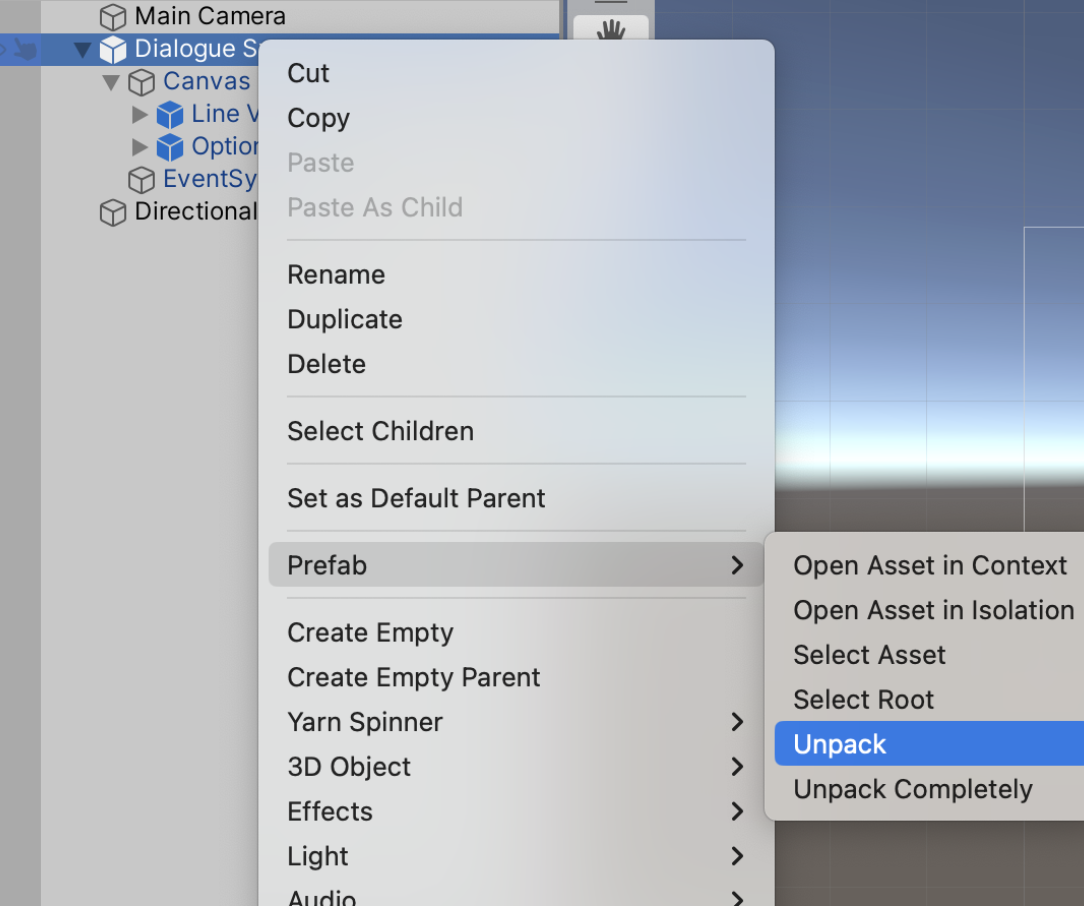 Main Camera
Dialogue S
Canvas
Line V
Option
EventSy
Directional
Cut
Copy
Paste
Paste As Child
Rename
Duplicate
Delete
Select Children
Set as Default Parent
Prefab
Create Empty
Create Empty Parent
Yarn Spinner
3D Object
Effects
Light
Audio
Open Asset in Context
Open Asset in Isolation
Select Asset
Select Root
Unpack
Unpack Completely